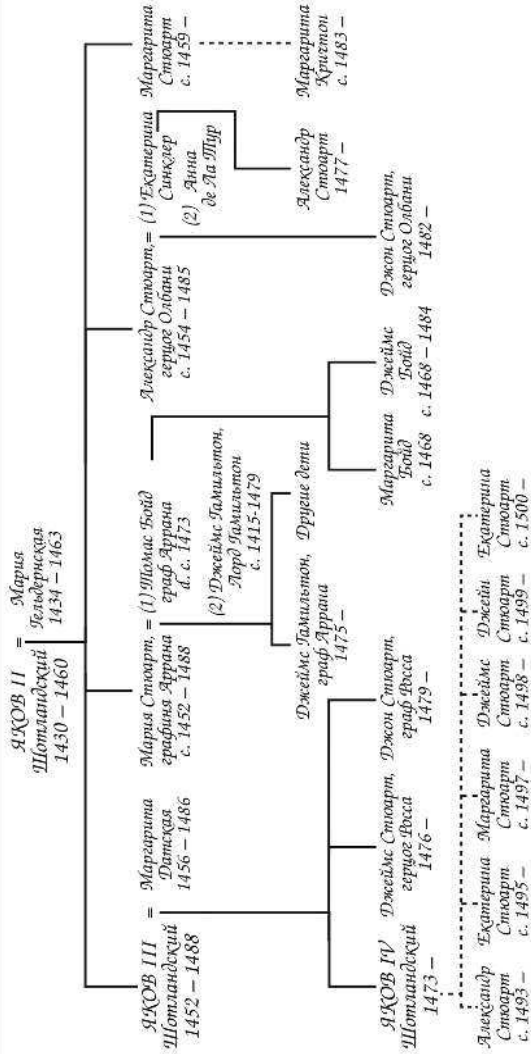 ЯКОВ II
Шотландский
1430 – 1460
=
Мария
Гельдернская
1434 – 1463
ЯКОВ III
Шотландский
1452 – 1488
=
Маргарита
Датская
1456 – 1486
Мария Стюарт,
графиня Аррана
с. 1452 – 1488
= (1) Томас Бойд
граф Аррана
d. с. 1473
(2) Джеймс Гамильтон,
Лорд Гамильтон
с. 1415-1479
Александр Стюарт,
герцог Олбани
с. 1454 – 1485
= (1) Екатерина
Синклер
(2) Анна
де Ла Тур
Маргарита
Стюарт
с. 1459 –
ЯКОВ IV
Шотландский
1473 –
Джеймс Стюарт,
герцог Росса
1476 –
Джон Стюарт,
граф Росса
1479 –
Джеймс Гамильтон,
граф Аррана
1475 –
Другие дети
Маргарита
Бойд
с. 1468
Джеймс
Бойд
с. 1468 – 1484
Джон Стюарт,
герцог Олбани
1482 –
Александр
Стюарт
1477 –
Маргарита
Кричтон
с. 1483 –
Александр
Стюарт
с. 1493 –
Екатерина
Стюарт
с. 1495 –
Маргарита
Стюарт
с. 1497 –
Джеймс
Стюарт
с. 1498 –
Джейн
Стюарт
с. 1499 –
Екатерина
Стюарт
с. 1500 –